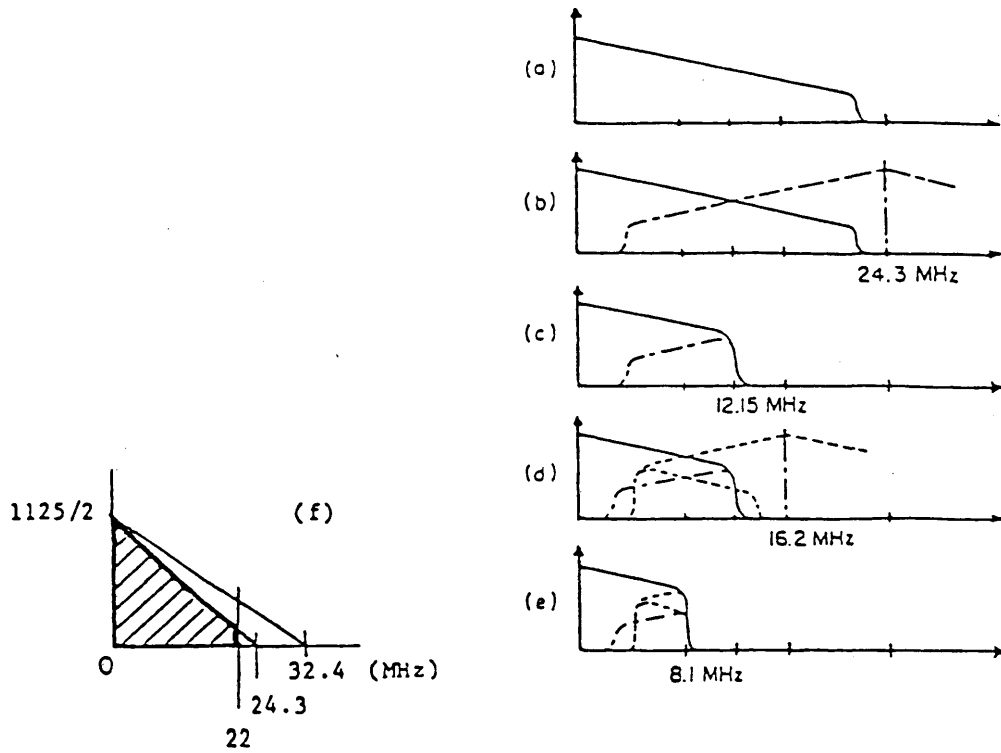 (a)
(b)
24.3 MHz
(c)
12.15 MHz
(d)
16.2 MHz
(e)
8.1 MHz
1125/2
(f)
0
32.4 (MHz)
24.3
22